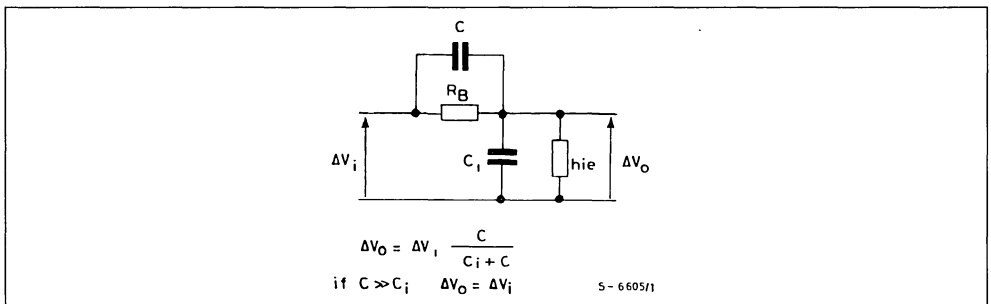 C
R_B
ΔV_i C_i hie ΔV_o
ΔV_o = ΔV_i C / (C_i + C)
if C ≫ C_i ΔV_o = ΔV_i S - 6605/1